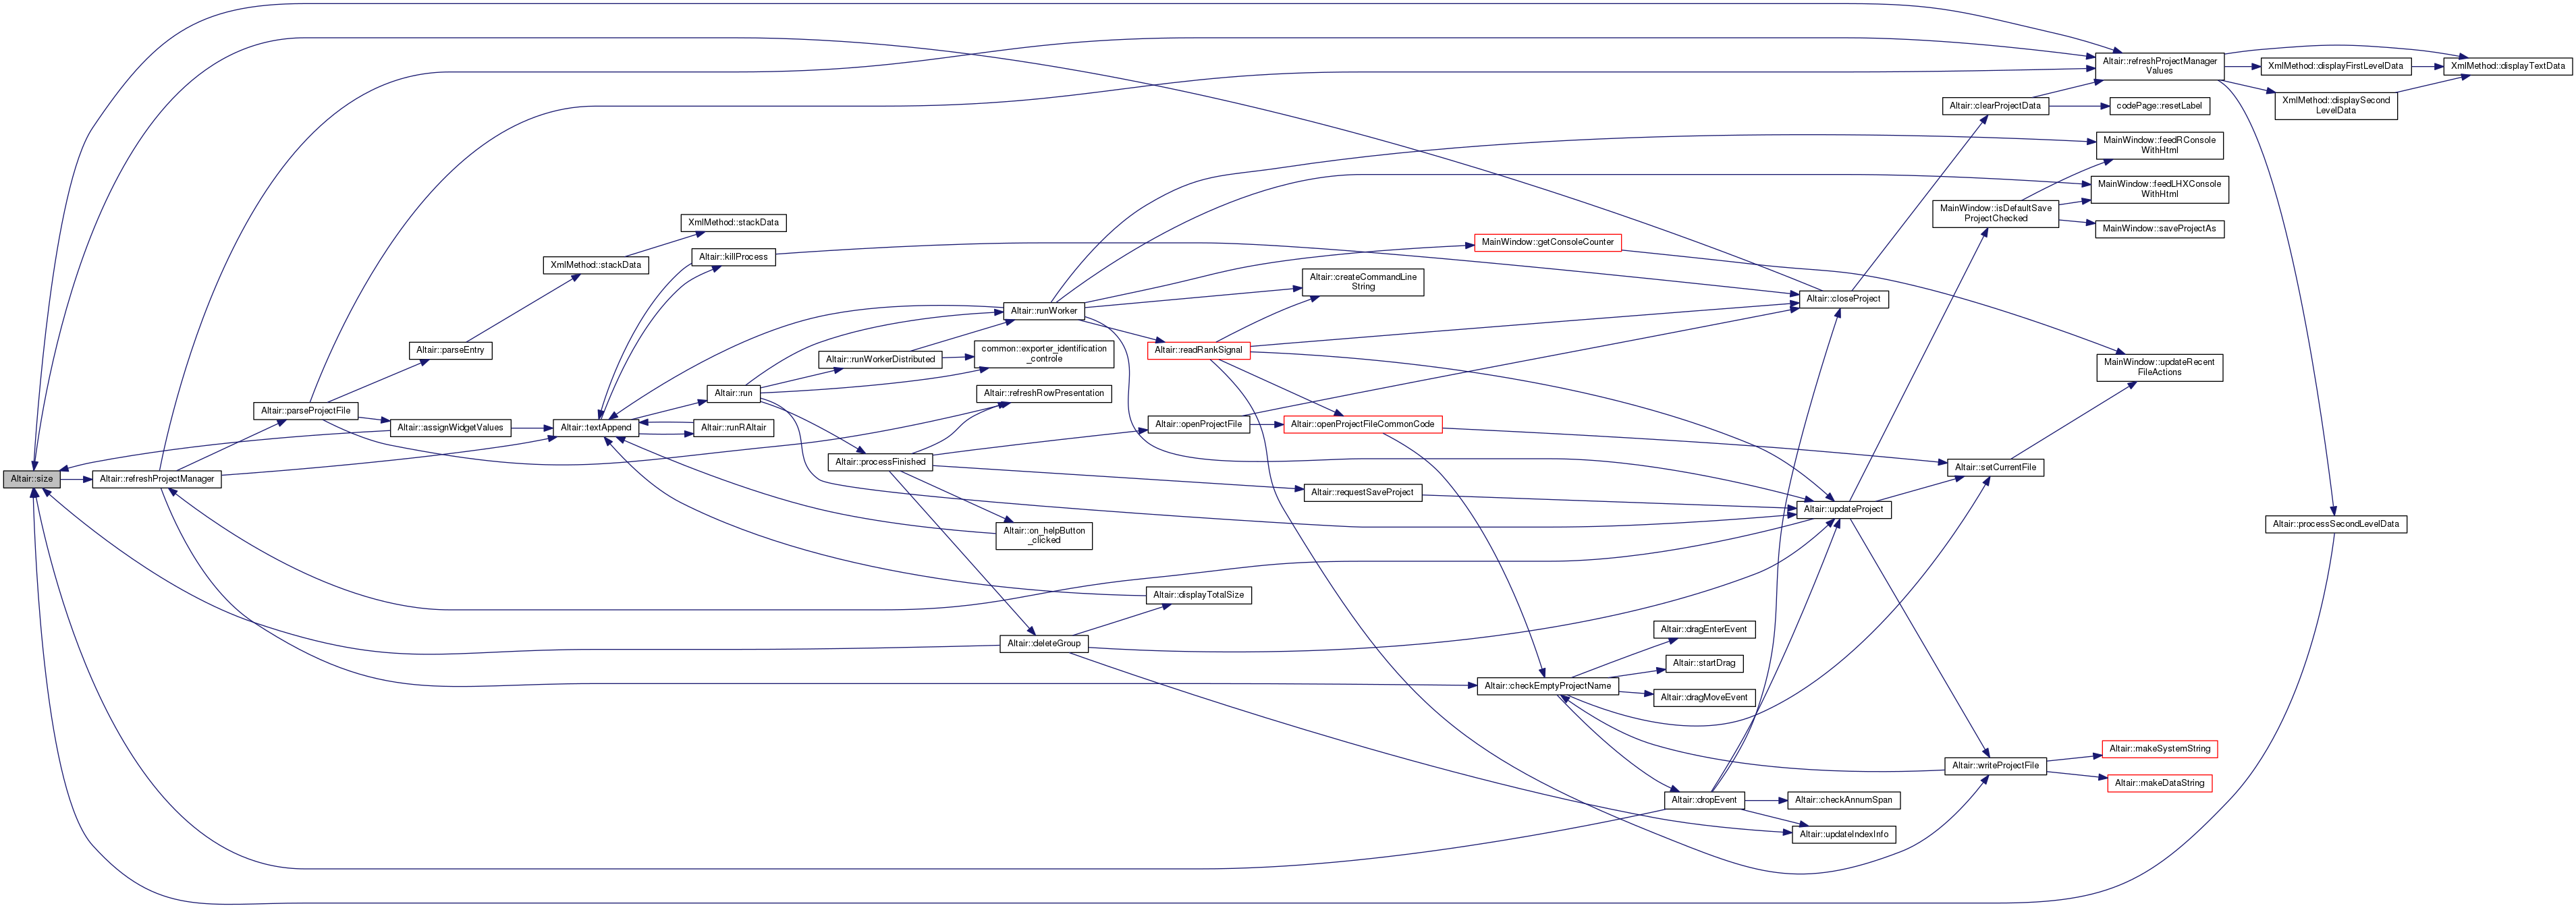 Altair::size
Altair::refreshProjectManager
Altair::parseProjectFile
Altair::parseEntry
Altair::assignWidgetValues
XmlMethod::stackData
XmlMethod::stackData
Altair::killProcess
Altair::textAppend
Altair::run
Altair::runRAltair
Altair::runWorkerDistributed
Altair::processFinished
Altair::runWorker
common::exporter_identification
_controle
Altair::refreshRowPresentation
Altair::on_helpButton
_clicked
Altair::deleteGroup
Altair::readRankSignal
Altair::openProjectFile
Altair::displayTotalSize
MainWindow::getConsoleCounter
Altair::createCommandLine
String
Altair::openProjectFileCommonCode
Altair::requestSaveProject
Altair::checkEmptyProjectName
Altair::dragEnterEvent
Altair::startDrag
Altair::dragMoveEvent
Altair::dropEvent
Altair::closeProject
Altair::updateProject
Altair::checkAnnumSpan
Altair::updateIndexInfo
Altair::clearProjectData
MainWindow::isDefaultSave
ProjectChecked
Altair::setCurrentFile
Altair::writeProjectFile
Altair::refreshProjectManager
Values
codePage::resetLabel
MainWindow::feedRConsole
WithHtml
MainWindow::feedLHXConsole
WithHtml
MainWindow::saveProjectAs
MainWindow::updateRecent
FileActions
Altair::makeSystemString
Altair::makeDataString
XmlMethod::displayFirstLevelData
XmlMethod::displaySecond
LevelData
Altair::processSecondLevelData
XmlMethod::displayTextData